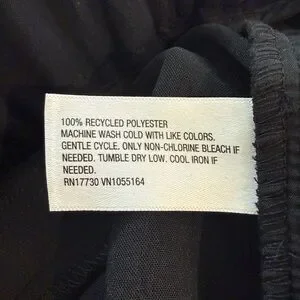 100% RECYCLED POLYESTER
MACHINE WASH COLD WITH LIKE COLORS.
GENTLE CYCLE. ONLY NON-CHLORINE BLEACH IF
NEEDED. TUMBLE DRY LOW. COOL IRON IF
NEEDED.
RN17730 VN1055164